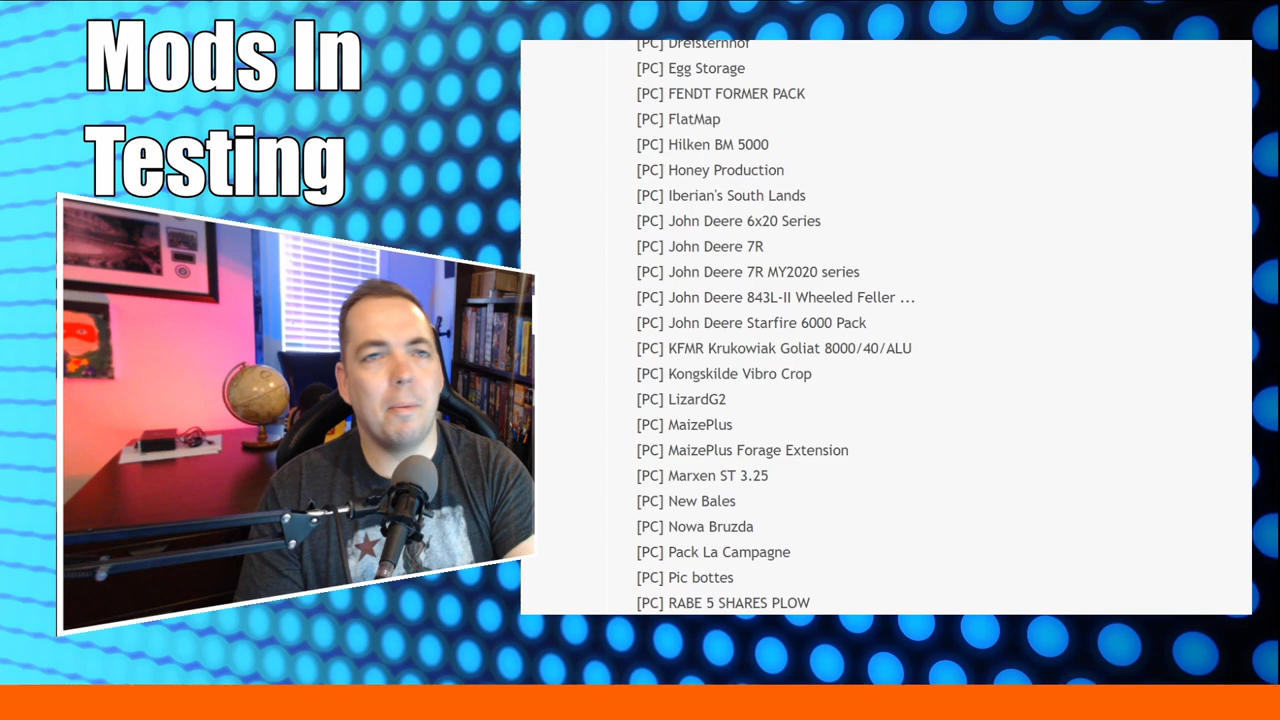 Mods In
Testing
[PC] Dreisternhof
[PC] Egg Storage
[PC] FENDT FORMER PACK
[PC] FlatMap
[PC] Hilken BM 5000
[PC] Honey Production
[PC] Iberian's South Lands
[PC] John Deere 6x20 Series
[PC] John Deere 7R
[PC] John Deere 7R MY2020 series
[PC] John Deere 843L-II Wheeled Feller ...
[PC] John Deere Starfire 6000 Pack
[PC] KFMR Krukowiak Goliat 8000/40/ALU
[PC] Kongskilde Vibro Crop
[PC] LizardG2
[PC] MaizePlus
[PC] MaizePlus Forage Extension
[PC] Marxen ST 3.25
[PC] New Bales
[PC] Nowa Bruzda
[PC] Pack La Campagne
[PC] Pic bottes
[PC] RABE 5 SHARES PLOW